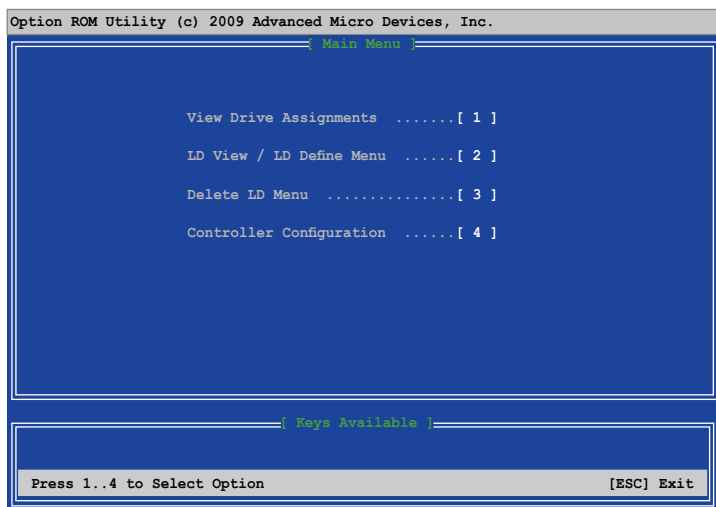 Option ROM Utility (c) 2009 Advanced Micro Devices, Inc.
[ Main Menu ]
View Drive Assignments .......[ 1 ]
LD View / LD Define Menu ......[ 2 ]
Delete LD Menu ...............[ 3 ]
Controller Configuration ......[ 4 ]
[ Keys Available ]
Press 1..4 to Select Option [ESC] Exit